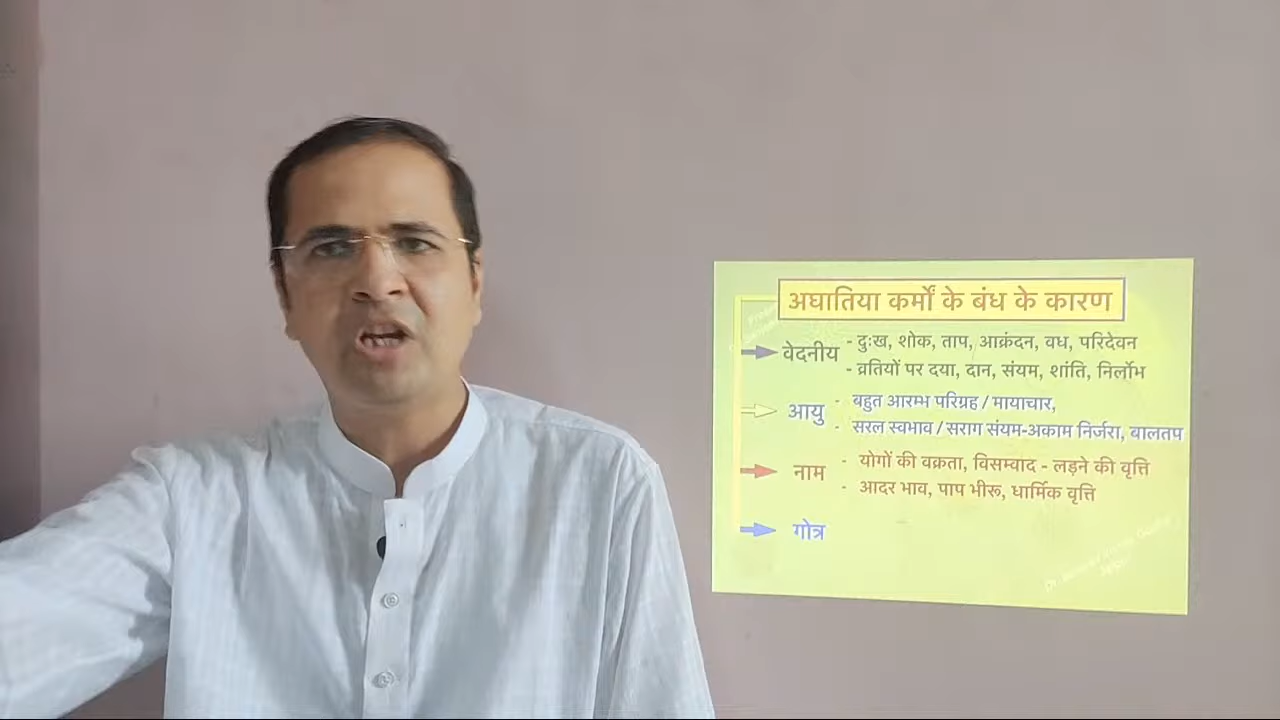 अघातिया कर्मों के बंध के कारण
वेदनीय - दुःख, शोक, ताप, आक्रंदन, वध, परिदेवन
- व्रतियों पर दया, दान, संयम, शांति, निर्लोभ
आयु - बहुत आरम्भ परिग्रह / मायाचार,
- सरल स्वभाव / सराग संयम-अकाम निर्जरा, बालतप
नाम - योगों की वक्रता, विसम्वाद - लड़ने की वृत्ति
- आदर भाव, पाप भीरू, धार्मिक वृत्ति
गोत्र